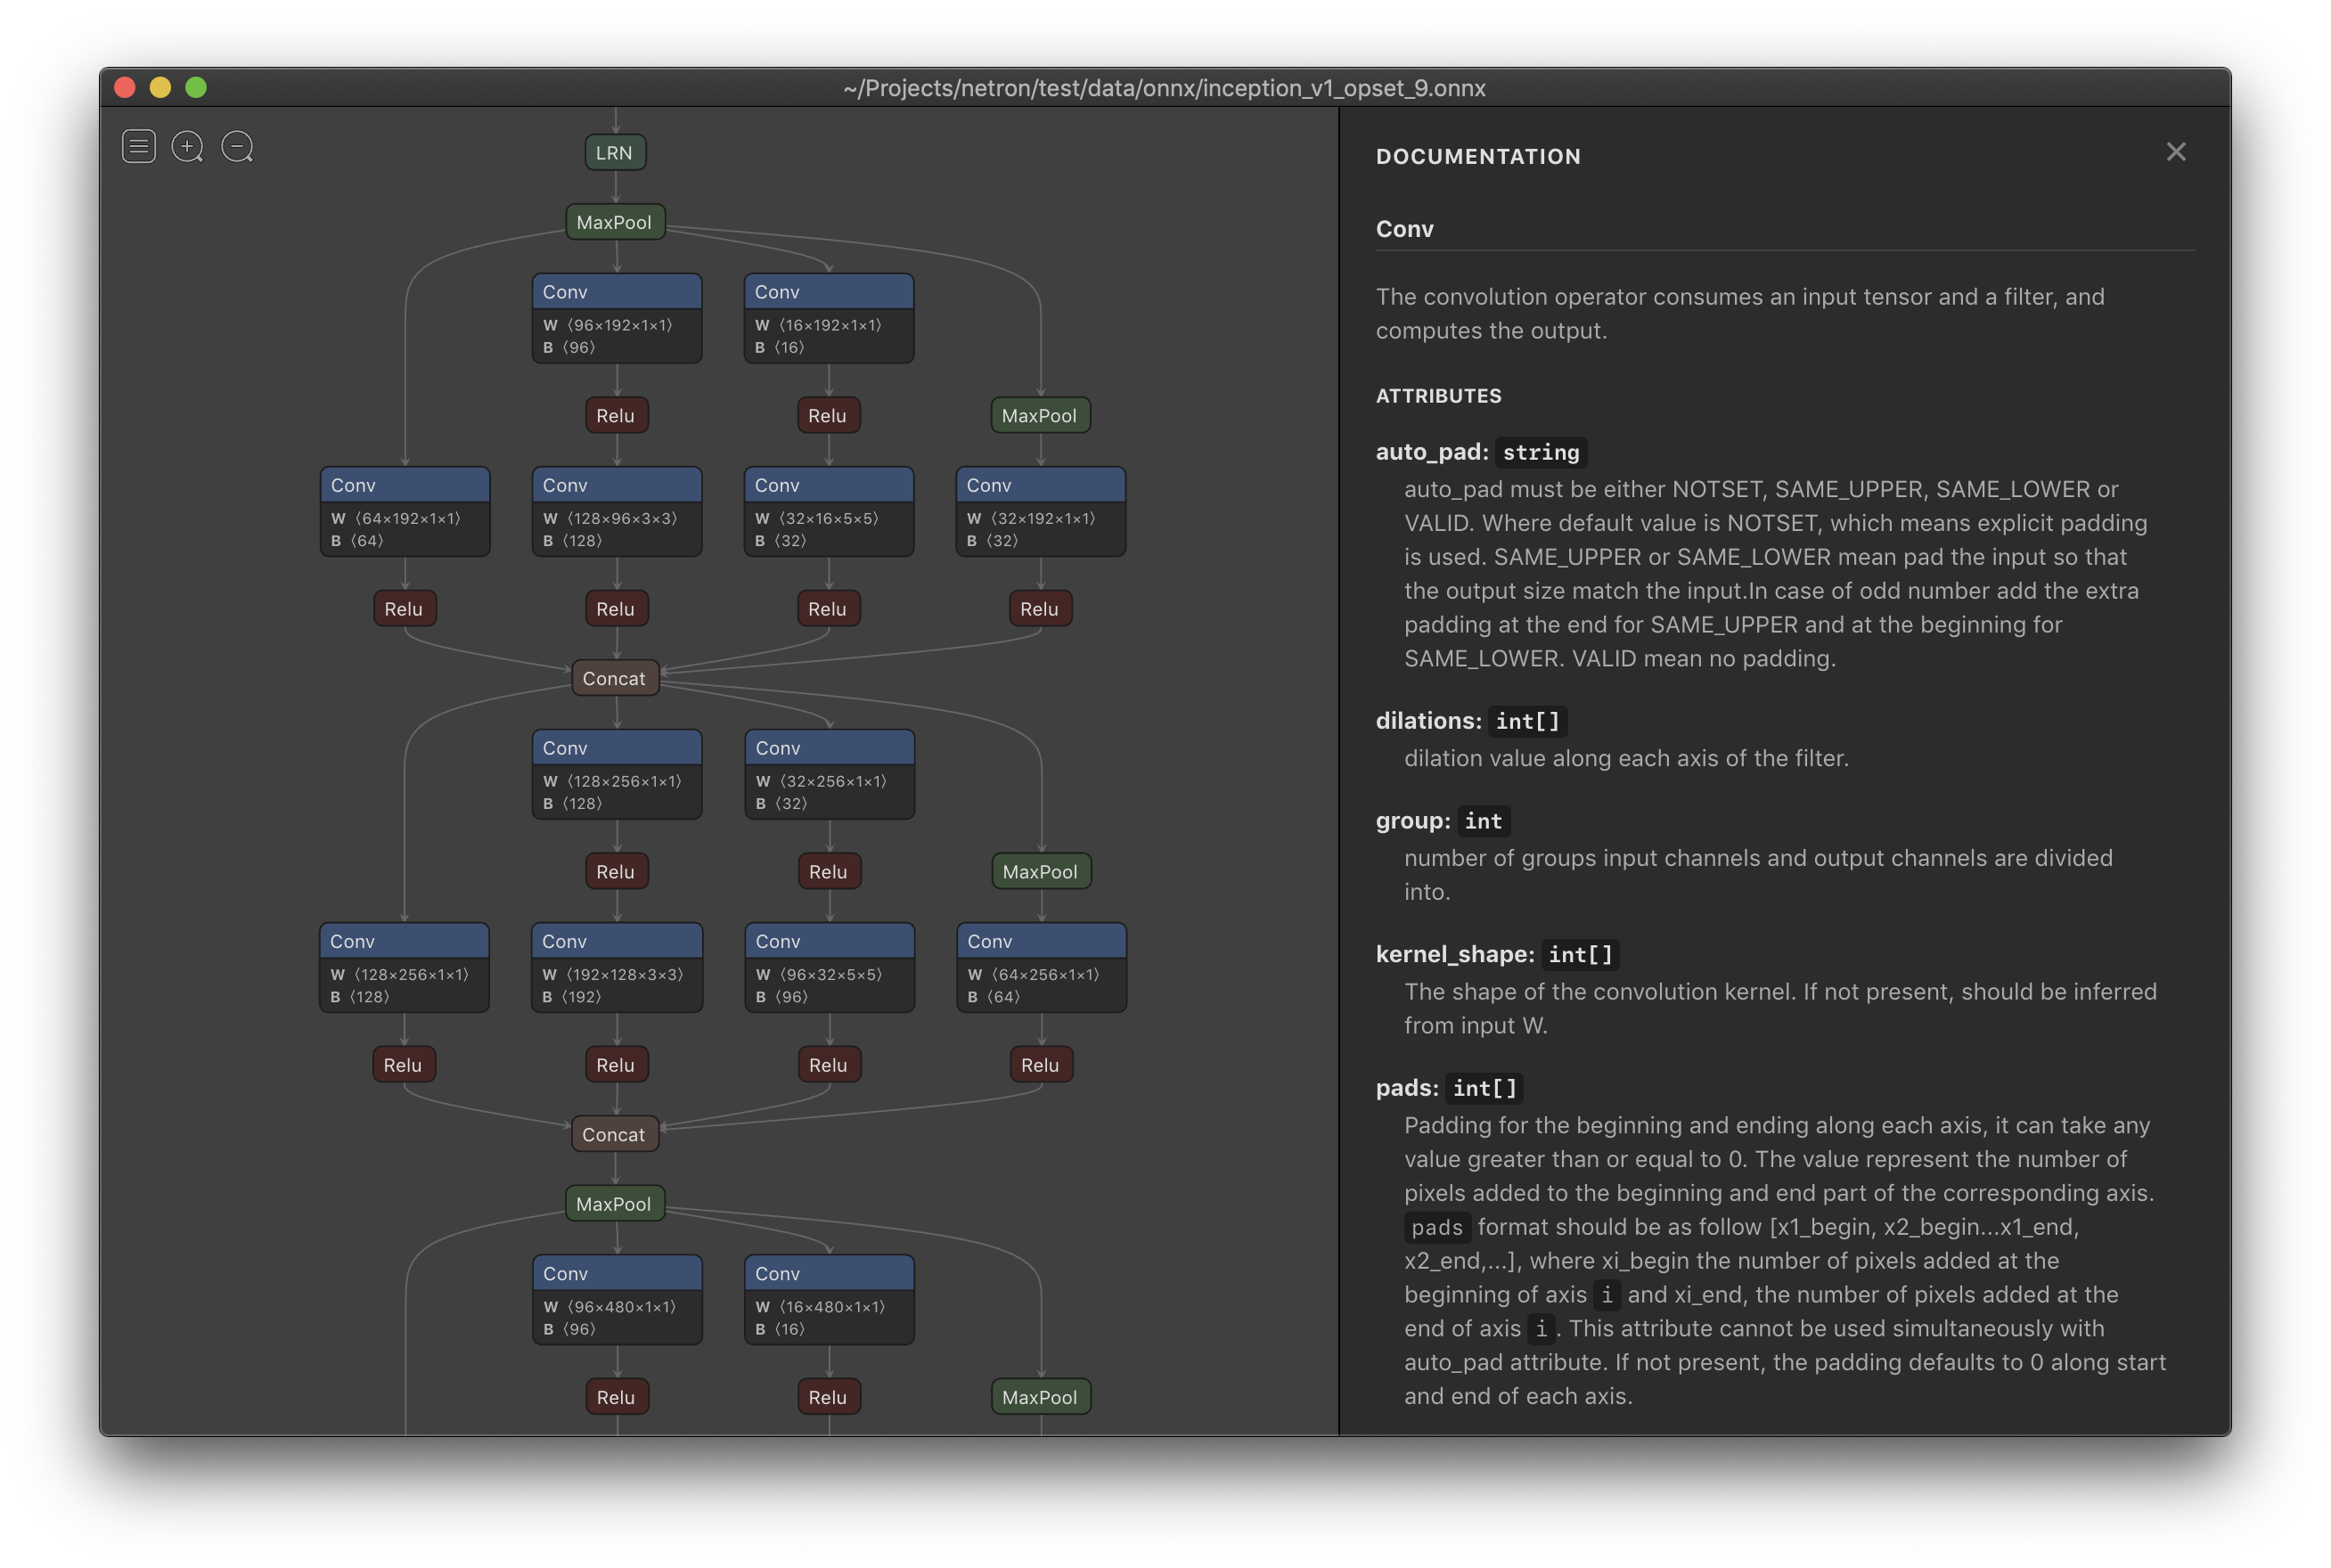 ~/Projects/netron/test/data/onnx/inception_v1_opset_9.onnx
LRN
MaxPool
Conv
W ⟨96×192×1×1⟩
B ⟨96⟩
Conv
W ⟨16×192×1×1⟩
B ⟨16⟩
Relu
Relu
MaxPool
Conv
W ⟨64×192×1×1⟩
B ⟨64⟩
Conv
W ⟨128×96×3×3⟩
B ⟨128⟩
Conv
W ⟨32×16×5×5⟩
B ⟨32⟩
Conv
W ⟨32×192×1×1⟩
B ⟨32⟩
Relu
Relu
Relu
Relu
Concat
Conv
W ⟨128×256×1×1⟩
B ⟨128⟩
Conv
W ⟨32×256×1×1⟩
B ⟨32⟩
Relu
Relu
MaxPool
Conv
W ⟨128×256×1×1⟩
B ⟨128⟩
Conv
W ⟨192×128×3×3⟩
B ⟨192⟩
Conv
W ⟨96×32×5×5⟩
B ⟨96⟩
Conv
W ⟨64×256×1×1⟩
B ⟨64⟩
Relu
Relu
Relu
Relu
Concat
MaxPool
Conv
W ⟨96×480×1×1⟩
B ⟨96⟩
Conv
W ⟨16×480×1×1⟩
B ⟨16⟩
Relu
Relu
MaxPool
DOCUMENTATION
Conv
The convolution operator consumes an input tensor and a filter, and
computes the output.
ATTRIBUTES
auto_pad: string
auto_pad must be either NOTSET, SAME_UPPER, SAME_LOWER or
VALID. Where default value is NOTSET, which means explicit padding
is used. SAME_UPPER or SAME_LOWER mean pad the input so that
the output size match the input.In case of odd number add the extra
padding at the end for SAME_UPPER and at the beginning for
SAME_LOWER. VALID mean no padding.
dilations: int[]
dilation value along each axis of the filter.
group: int
number of groups input channels and output channels are divided
into.
kernel_shape: int[]
The shape of the convolution kernel. If not present, should be inferred
from input W.
pads: int[]
Padding for the beginning and ending along each axis, it can take any
value greater than or equal to 0. The value represent the number of
pixels added to the beginning and end part of the corresponding axis.
pads format should be as follow [x1_begin, x2_begin...x1_end,
x2_end,...], where xi_begin the number of pixels added at the
beginning of axis i and xi_end, the number of pixels added at the
end of axis i. This attribute cannot be used simultaneously with
auto_pad attribute. If not present, the padding defaults to 0 along start
and end of each axis.